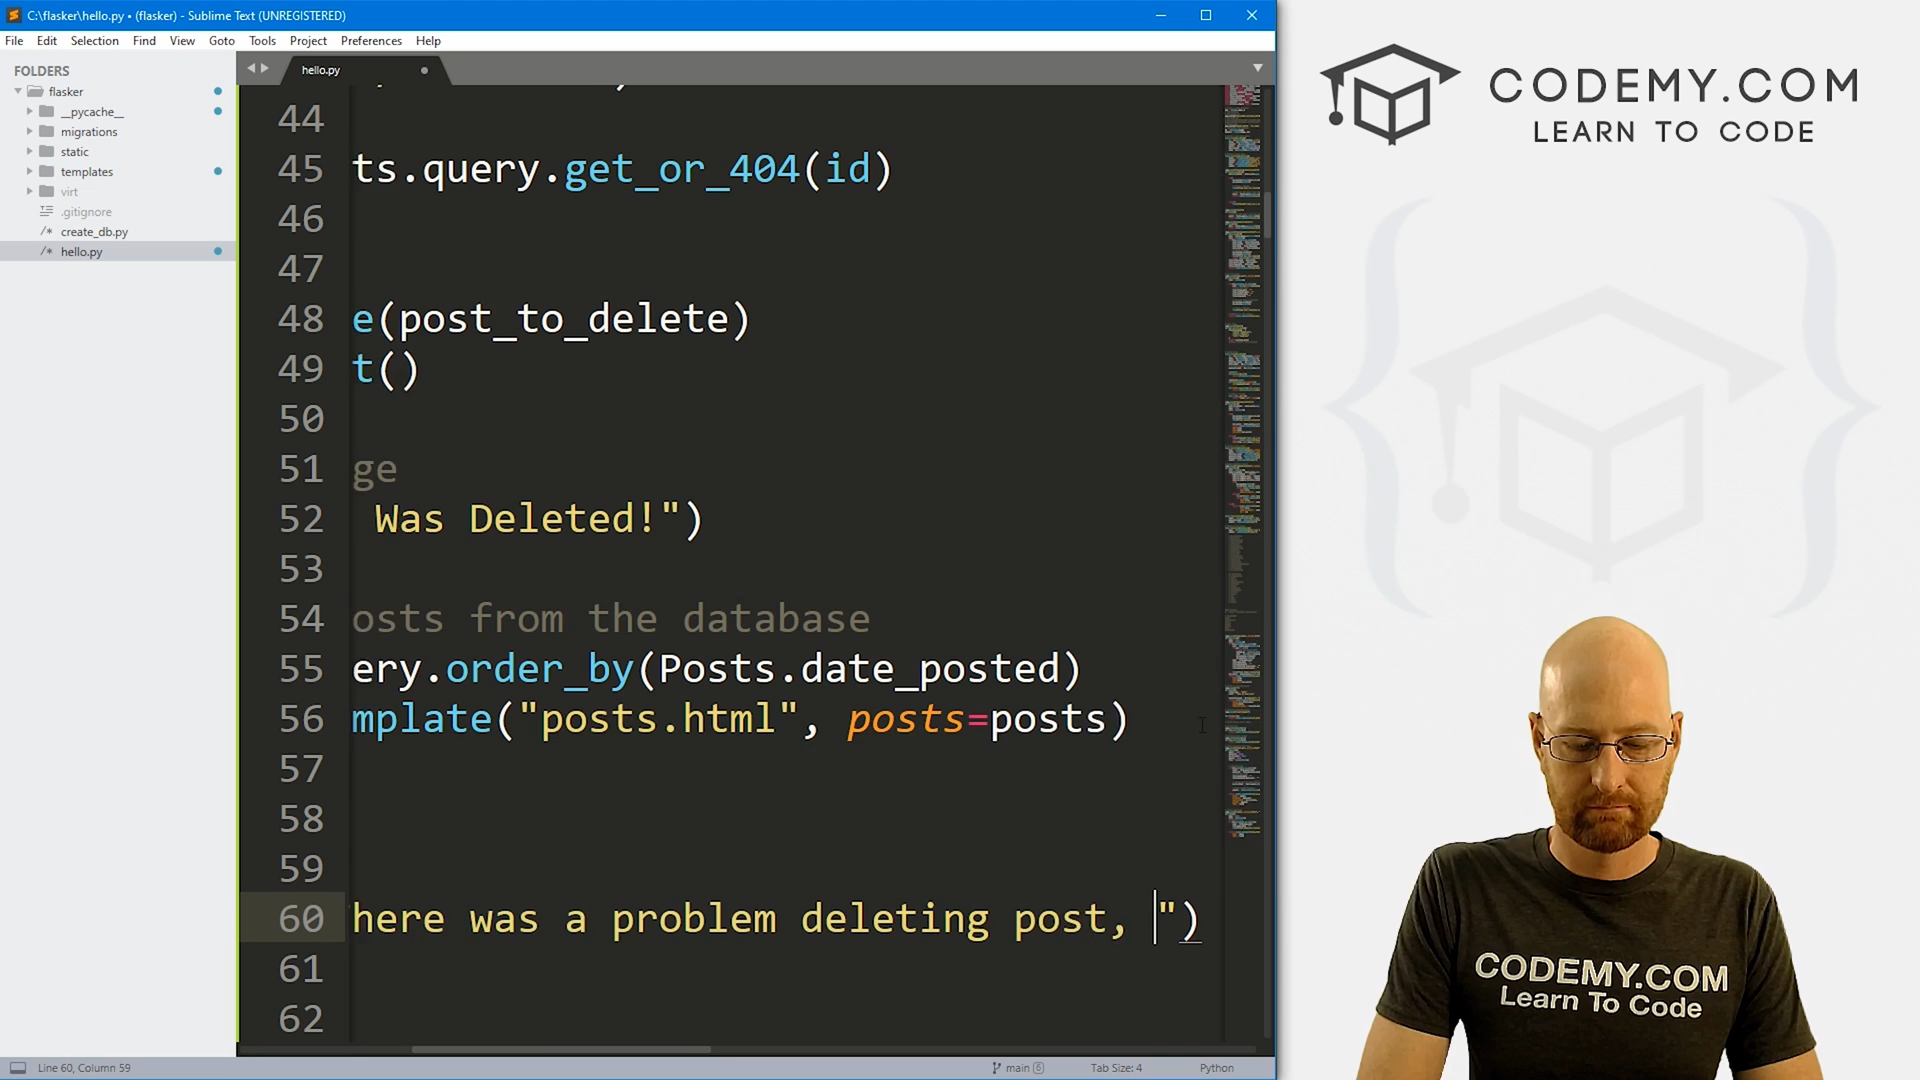 C:\flasker\hello.py • (flasker) - Sublime Text (UNREGISTERED)
File Edit Selection Find View Goto Tools Project Preferences Help
FOLDERS
flasker
__pycache__
migrations
static
templates
virt
.gitignore
/* create_db.py
/* hello.py
hello.py
44
45 ts.query.get_or_404(id)
46
47
48 e(post_to_delete)
49 t()
50
51 ge
52 Was Deleted!")
53
54 osts from the database
55 ery.order_by(Posts.date_posted)
56 mplate("posts.html", posts=posts)
57
58
59
60 here was a problem deleting post, ")
61
62
Line 60, Column 59
main 6
Tab Size: 4
Python
CODEMY.COM
LEARN TO CODE
CODEMY.COM
Learn To Code